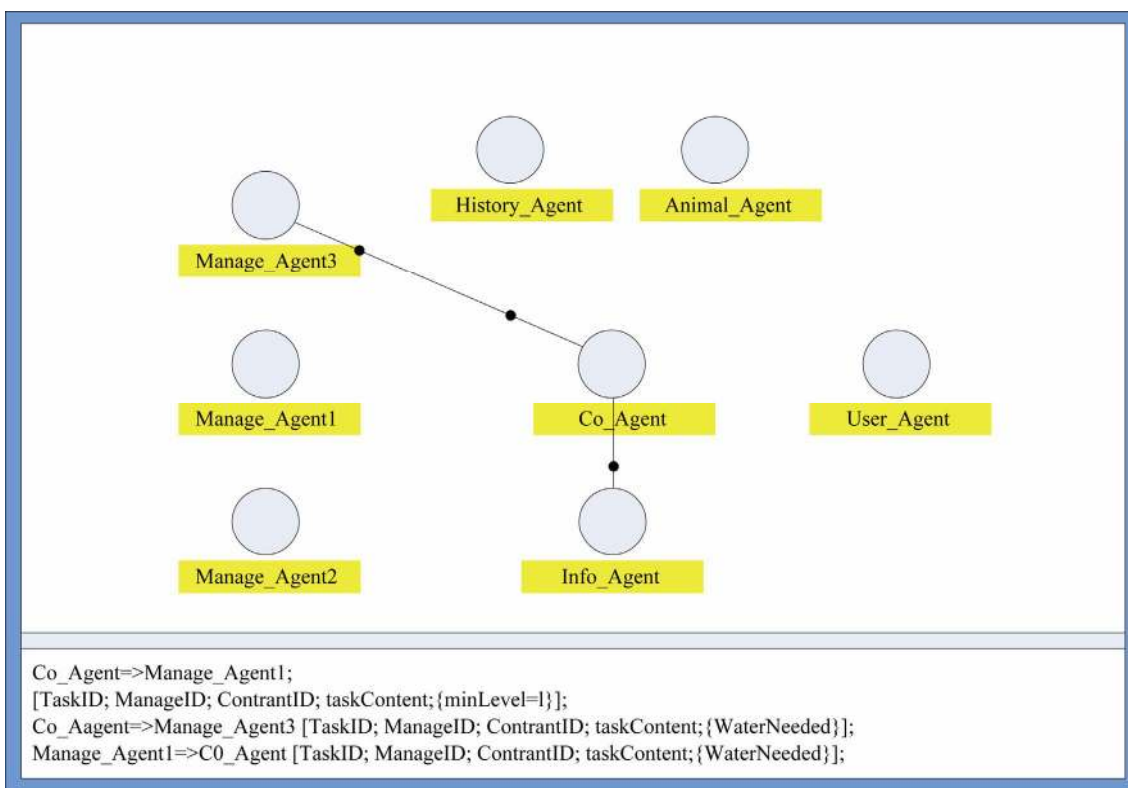 History_Agent
Animal_Agent
Manage_Agent3
Manage_Agent1
Co_Agent
User_Agent
Manage_Agent2
Info_Agent
Co_Agent=>Manage_Agent1;
[TaskID; ManageID; ContrantID; taskContent;{minLevel=l}];
Co_Aagent=>Manage_Agent3 [TaskID; ManageID; ContrantID; taskContent;{WaterNeeded}];
Manage_Agent1=>C0_Agent [TaskID; ManageID; ContrantID; taskContent;{WaterNeeded}];